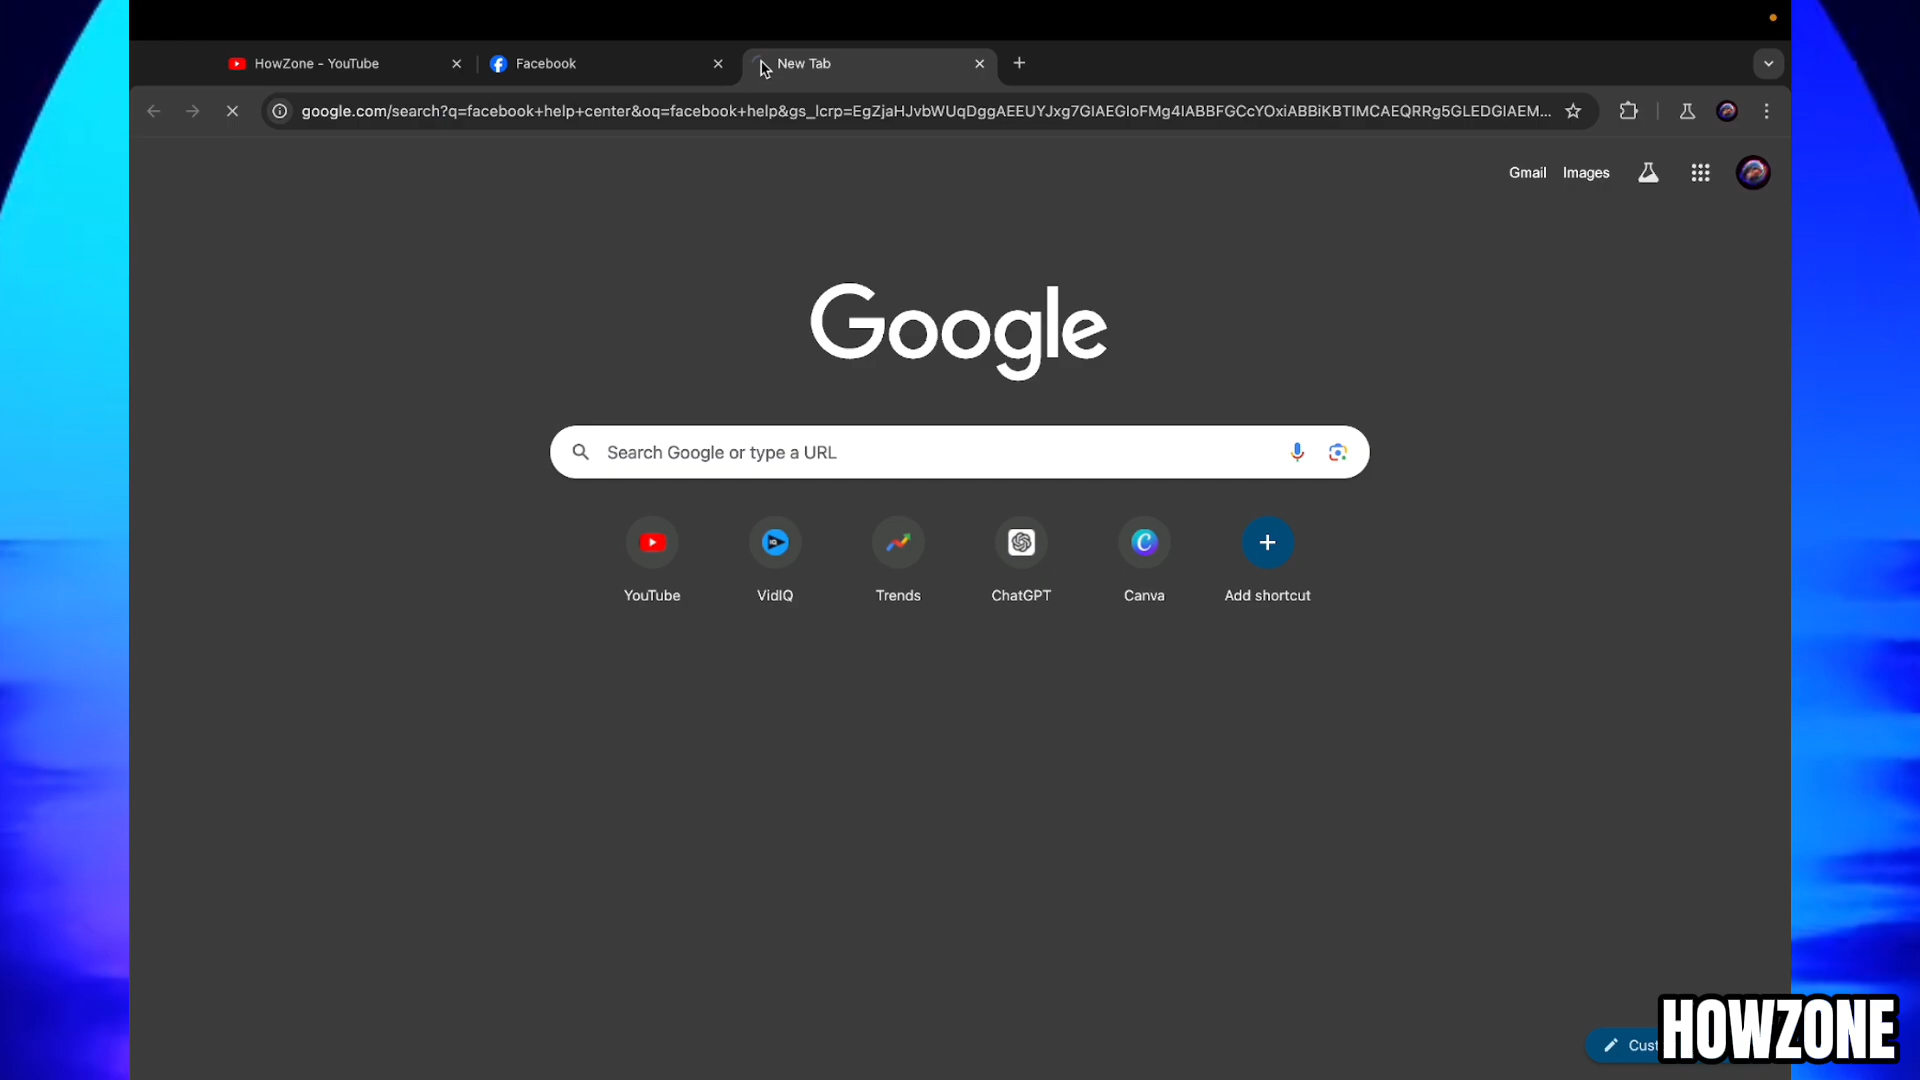 HowZone - YouTube
Facebook
New Tab
google.com/search?q=facebook+help+center&oq=facebook+help&gs_lcrp=EgZjaHJvbWUqDggAEEUYJxg7GIAEGIoFMg4IABBFGCcYOxiABBiKBTIMCAEQRRg5GLEDGIAEM...
Gmail
Images
Google
Search Google or type a URL
YouTube
VidIQ
Trends
ChatGPT
Canva
Add shortcut
Cust
HOWZONE